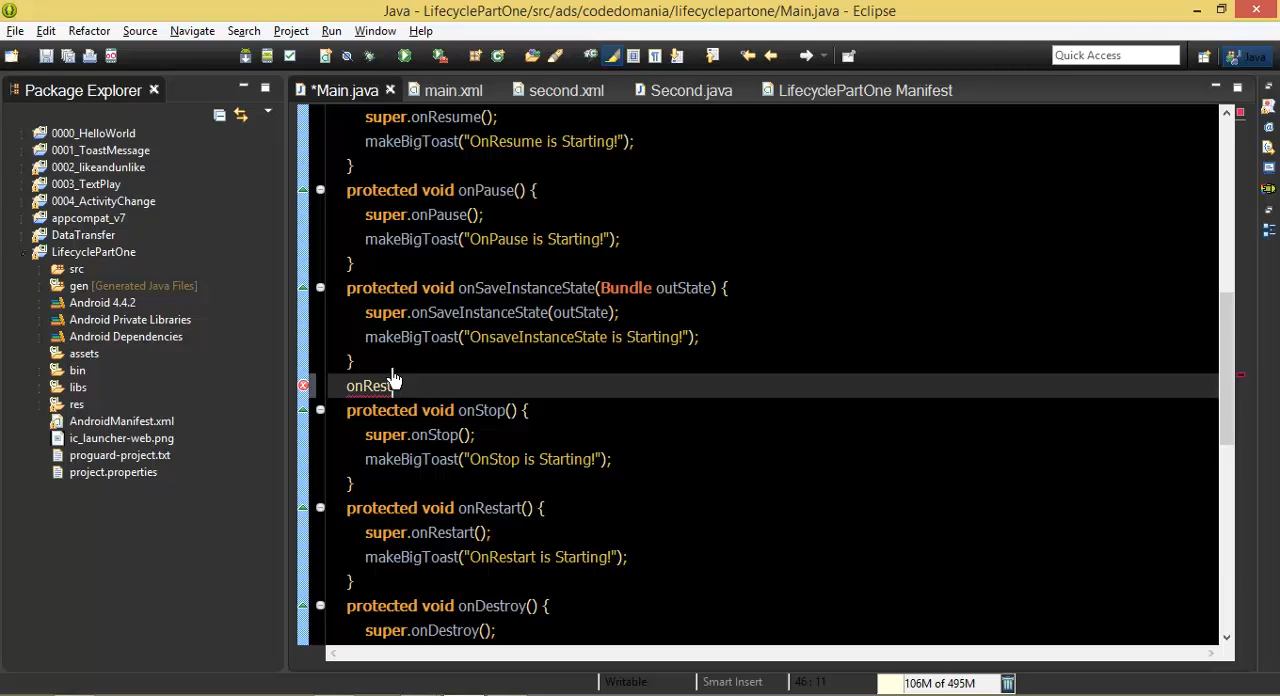 Java - LifecyclePartOne/src/ads/codedomania/lifecyclepartone/Main.java - Eclipse
File Edit Refactor Source Navigate Search Project Run Window Help
Quick Access Java
Package Explorer *Main.java main.xml second.xml Second.java LifecyclePartOne Manifest
0000_HelloWorld
0001_ToastMessage
0002_likeandunlike
0003_TextPlay
0004_ActivityChange
appcompat_v7
DataTransfer
LifecyclePartOne
src
gen [Generated Java Files]
Android 4.4.2
Android Private Libraries
Android Dependencies
assets
bin
libs
res
AndroidManifest.xml
ic_launcher-web.png
proguard-project.txt
project.properties
super.onResume();
makeBigToast("OnResume is Starting!");
}
protected void onPause() {
super.onPause();
makeBigToast("OnPause is Starting!");
}
protected void onSaveInstanceState(Bundle outState) {
super.onSaveInstanceState(outState);
makeBigToast("OnsaveInstanceState is Starting!");
}
onRest
protected void onStop() {
super.onStop();
makeBigToast("OnStop is Starting!");
}
protected void onRestart() {
super.onRestart();
makeBigToast("OnRestart is Starting!");
}
protected void onDestroy() {
super.onDestroy();
Writable Smart Insert 46 : 11 106M of 495M